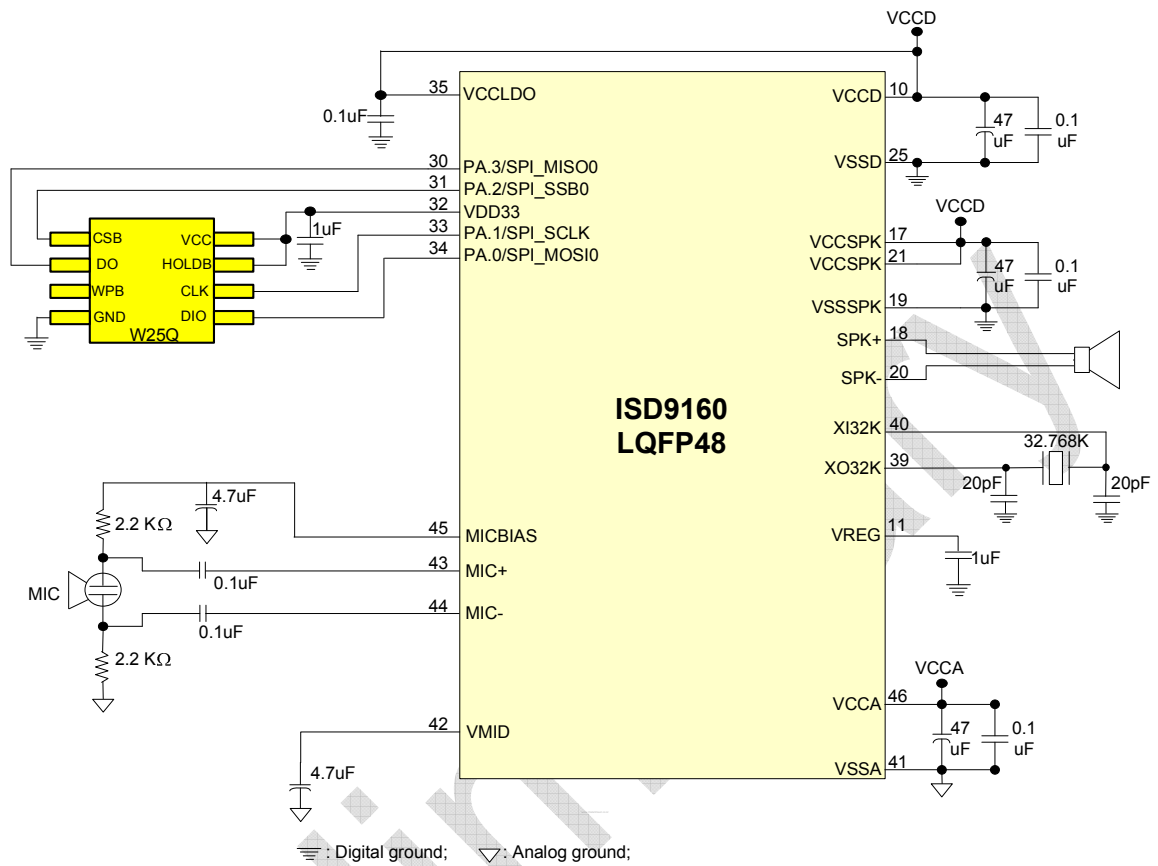 VCCD
35 VCCLDO
0.1uF
30 PA.3/SPI_MISO0
31 PA.2/SPI_SSB0
32 VDD33
33 PA.1/SPI_SCLK
34 PA.0/SPI_MOSI0
1uF
CSB VCC
DO HOLDB
WPB CLK
GND DIO
W25Q
VCCD 10
47 uF
0.1 uF
VSSD 25
VCCD
VCCSPK 17
VCCSPK 21
47 uF
0.1 uF
VSSSPK 19
SPK+ 18
SPK- 20
ISD9160
LQFP48
XI32K 40
32.768K
XO32K 39
20pF
20pF
VREG 11
1uF
4.7uF
2.2 KΩ
45 MICBIAS
43 MIC+
0.1uF
MIC
44 MIC-
0.1uF
2.2 KΩ
42 VMID
4.7uF
VCCA
VCCA 46
47 uF
0.1 uF
VSSA 41
: Digital ground; : Analog ground;